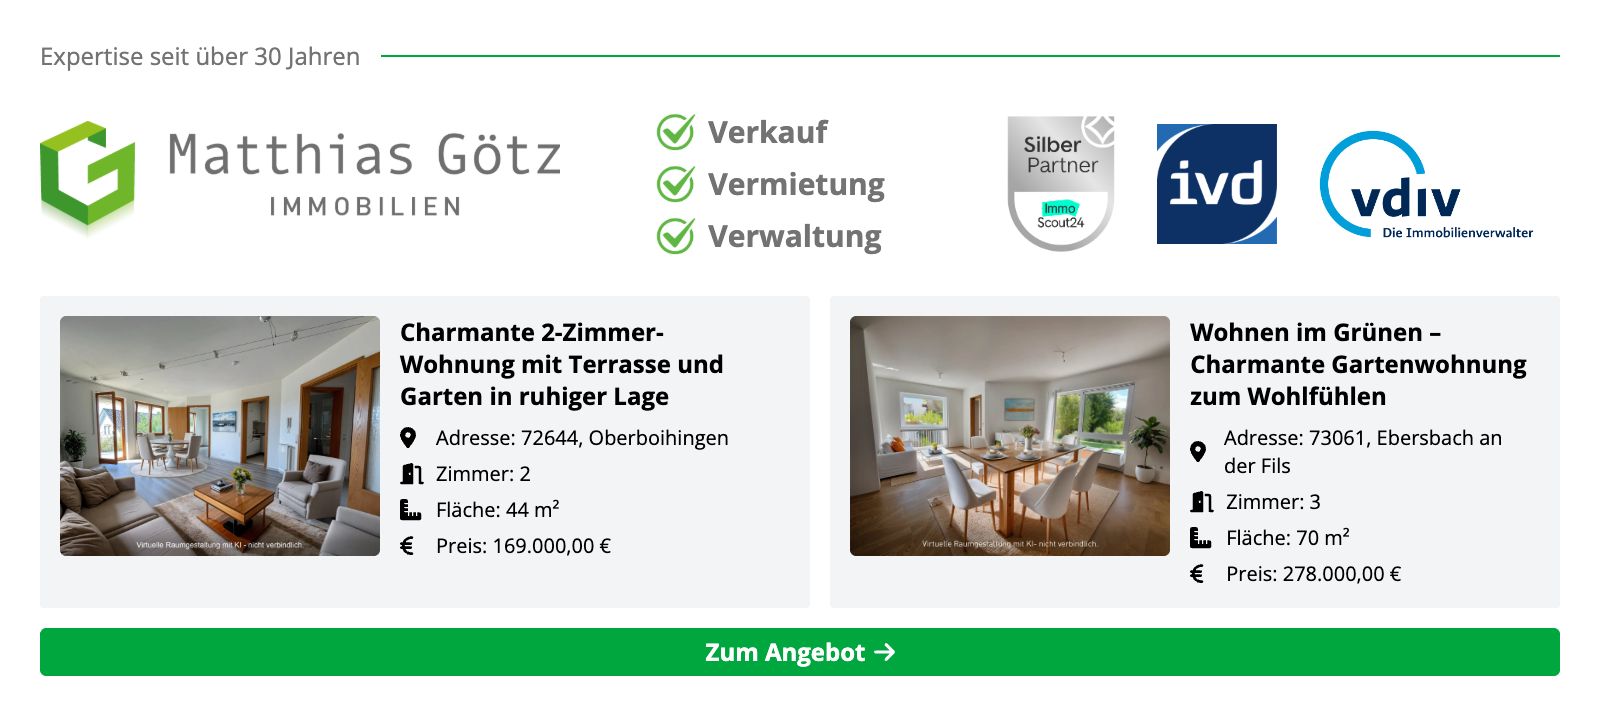 Expertise seit über 30 Jahren
Matthias Götz
IMMOBILIEN
Verkauf
Vermietung
Verwaltung
Silber
Partner
Immo
Scout24
ivd
vdiv
Die Immobilienverwalter
Charmante 2-Zimmer-
Wohnung mit Terrasse und
Garten in ruhiger Lage
Adresse: 72644, Oberboihingen
Zimmer: 2
Fläche: 44 m²
Preis: 169.000,00 €
Virtuelle Raumgestaltung mit KI - nicht verbindlich.
Wohnen im Grünen –
Charmante Gartenwohnung
zum Wohlfühlen
Adresse: 73061, Ebersbach an
der Fils
Zimmer: 3
Fläche: 70 m²
Preis: 278.000,00 €
Virtuelle Raumgestaltung mit KI- nicht verbindlich.
Zum Angebot →